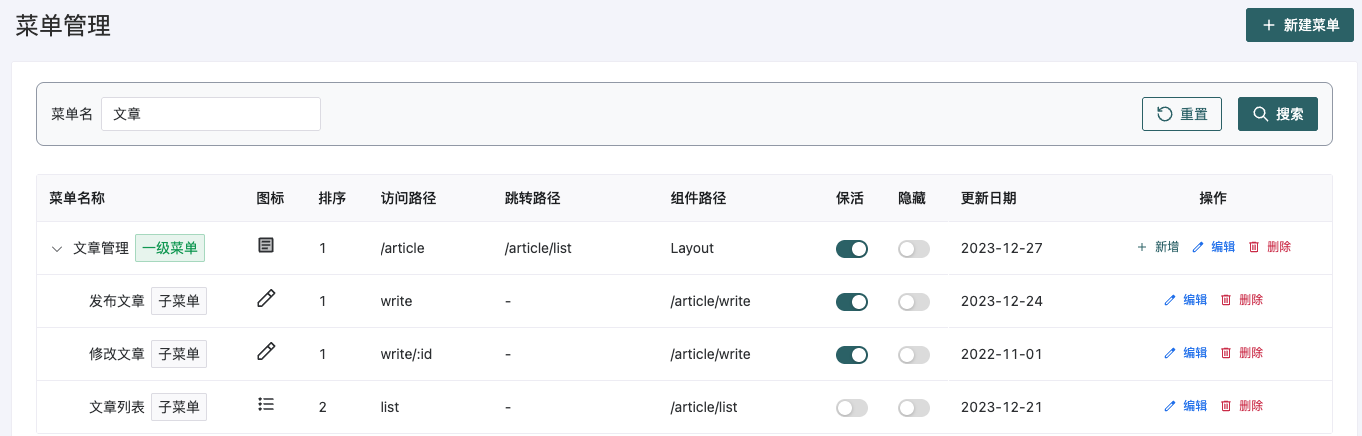 菜单管理
新建菜单
菜单名 文章 重置 搜索
菜单名称 图标 排序 访问路径 跳转路径 组件路径 保活 隐藏 更新日期 操作
文章管理 一级菜单 1 /article /article/list Layout 2023-12-27 新增 编辑 删除
发布文章 子菜单 1 write - /article/write 2023-12-24 编辑 删除
修改文章 子菜单 1 write/:id - /article/write 2022-11-01 编辑 删除
文章列表 子菜单 2 list - /article/list 2023-12-21 编辑 删除